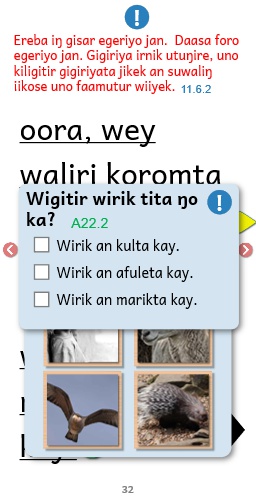 Ereba iŋ gisar egeriyo jan. Daasa foro
egeriyo jan. Gigiriya irnik utuŋire, uno
kiligitir gigiriyata jikek an suwaliŋ
iikose uno faamutur wiiyek. 11.6.2
oora, wey
waliri koromta
Wigitir wirik tita ŋo
ka? A22.2
Wirik an kulta kay.
Wirik an afuleta kay.
Wirik an marikta kay.
32